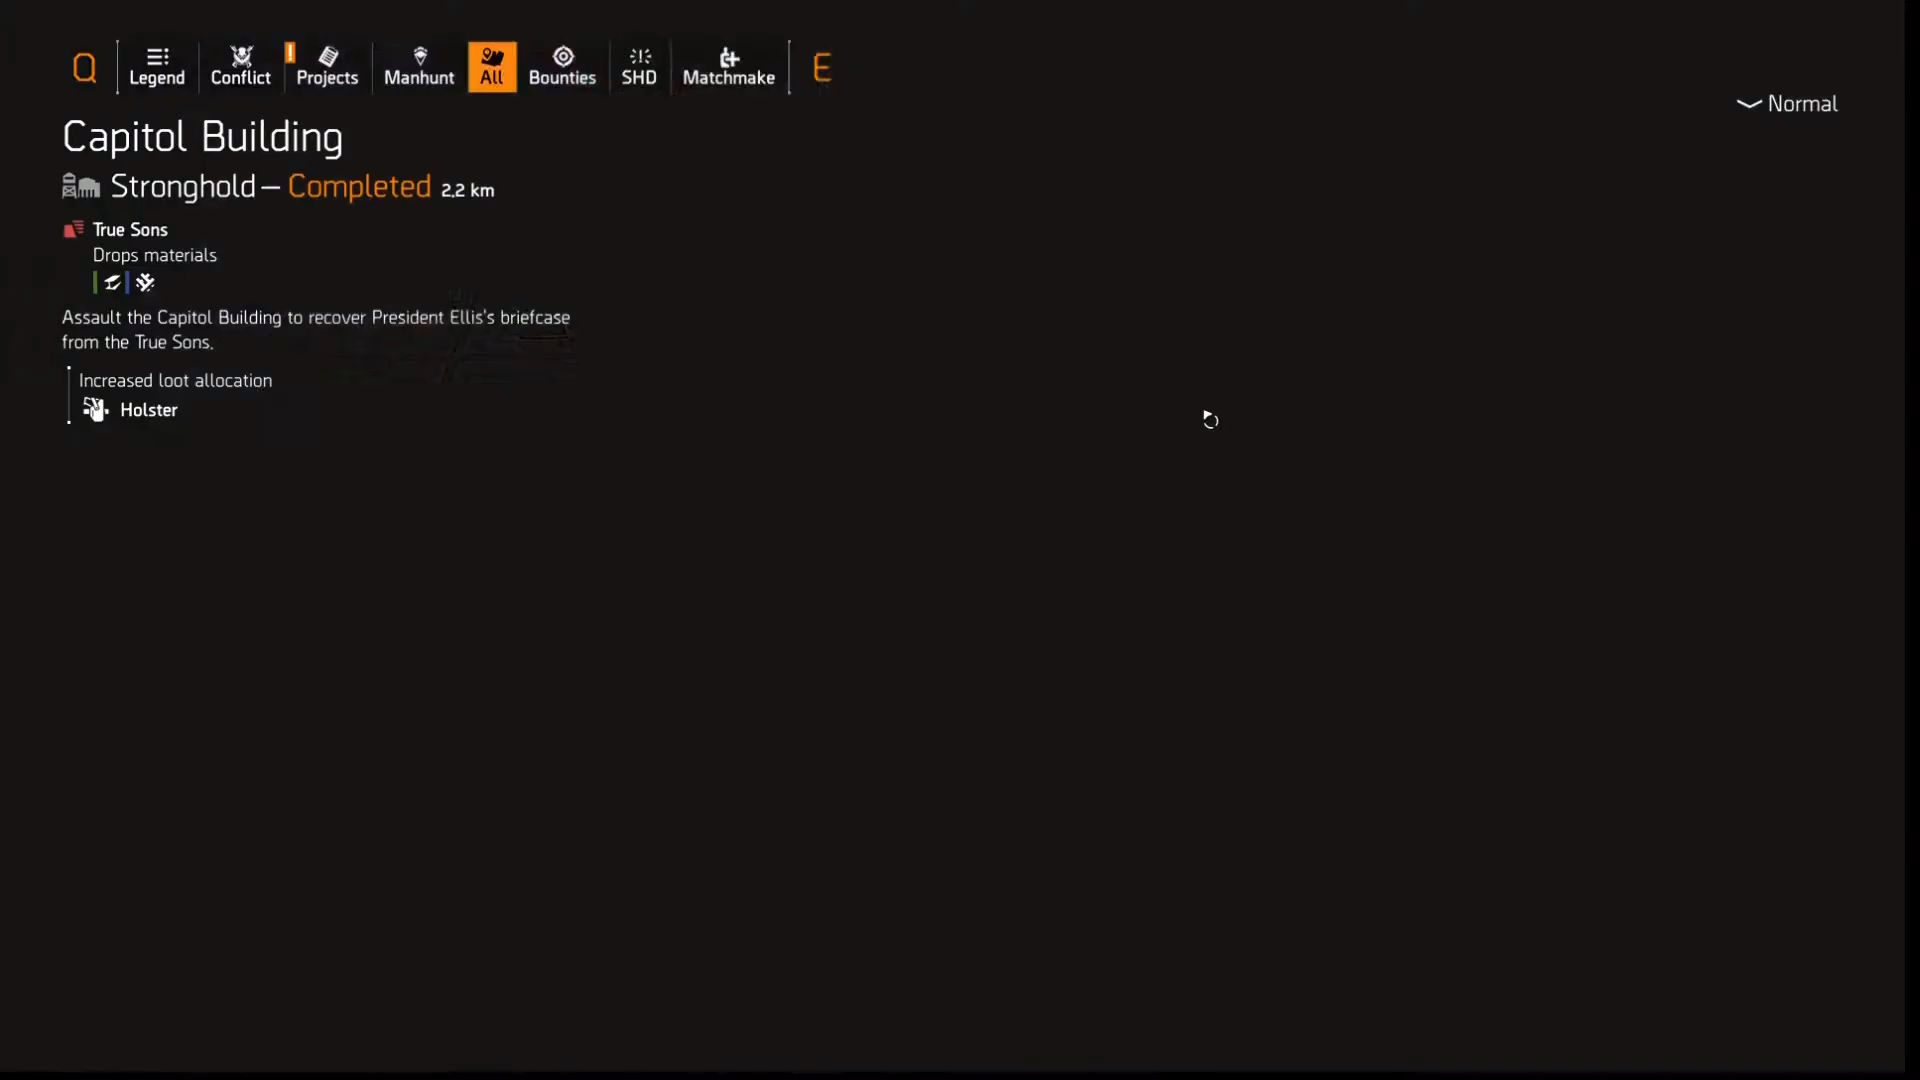 Q Legend Conflict Projects Manhunt All Bounties SHD Matchmake E
Normal
Capitol Building
Stronghold – Completed 2.2 km
True Sons
Drops materials
Assault the Capitol Building to recover President Ellis's briefcase
from the True Sons.
Increased loot allocation
Holster